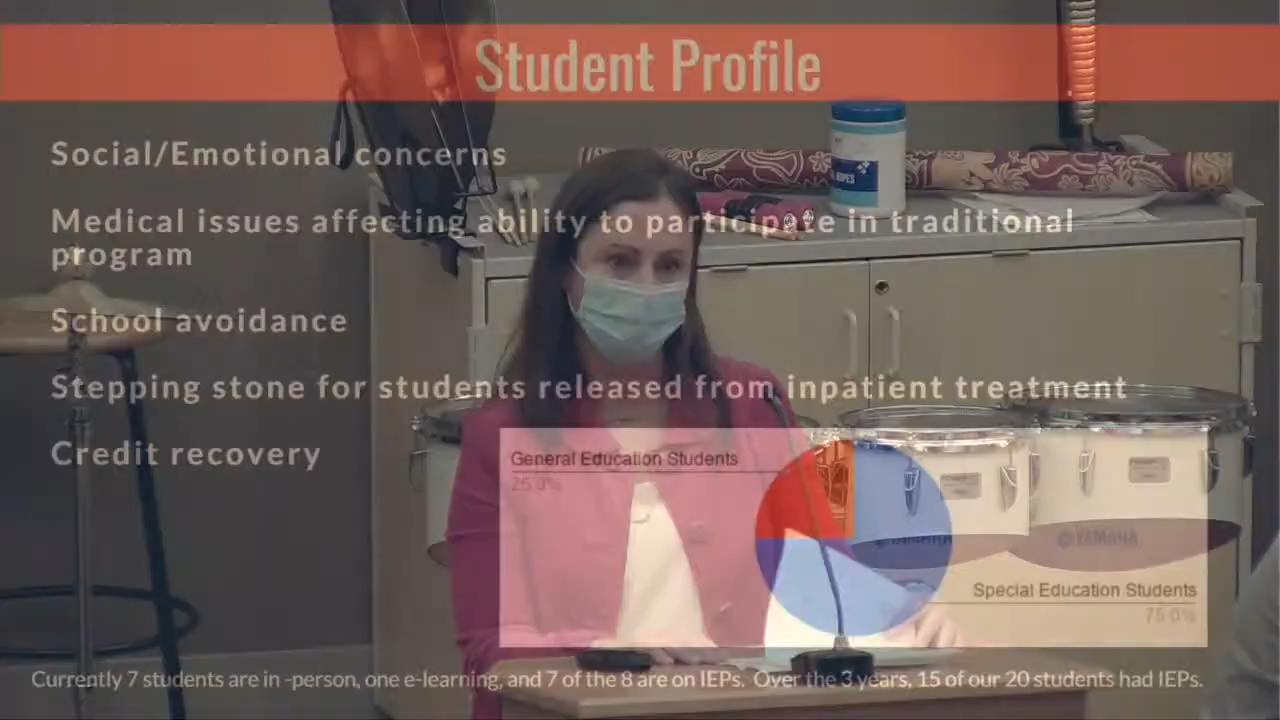 Student Profile
Social/Emotional concerns
Medical issues affecting ability to participate in traditional
program
School avoidance
Stepping stone for students released from inpatient treatment
Credit recovery
General Education Students
25.0%
Special Education Students
75.0%
Currently 7 students are in -person, one e-learning, and 7 of the 8 are on IEPs. Over the 3 years, 15 of our 20 students had IEPs.
WIPES
YAMAHA
YAMAHA